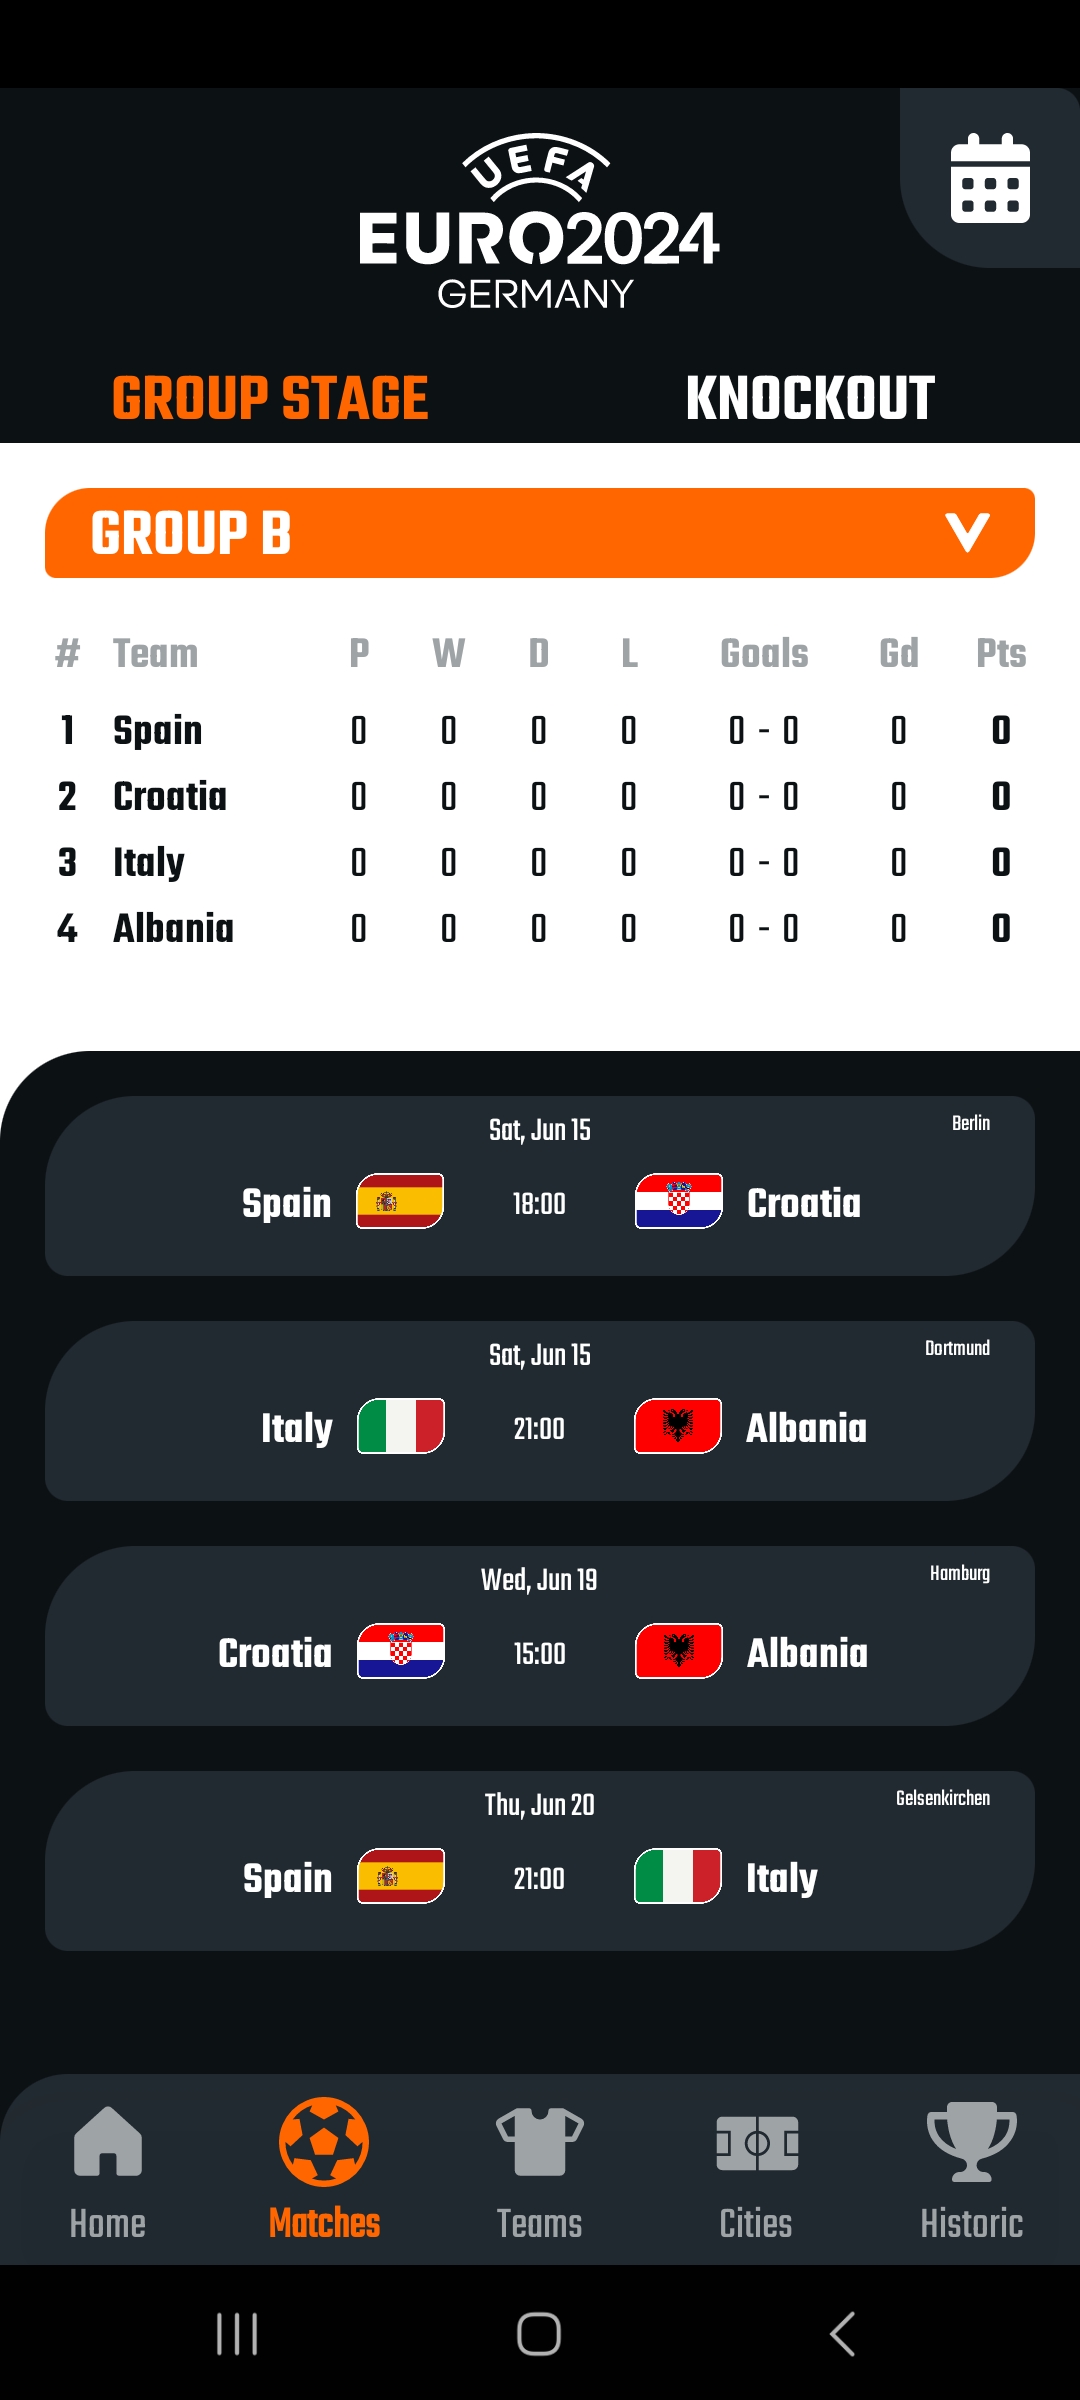 UEFA
EURO2024
GERMANY
GROUP STAGE KNOCKOUT
GROUP B
# Team P W D L Goals Gd Pts
1 Spain 0 0 0 0 0 - 0 0 0
2 Croatia 0 0 0 0 0 - 0 0 0
3 Italy 0 0 0 0 0 - 0 0 0
4 Albania 0 0 0 0 0 - 0 0 0
Sat, Jun 15 Berlin
Spain 18:00 Croatia
Sat, Jun 15 Dortmund
Italy 21:00 Albania
Wed, Jun 19 Hamburg
Croatia 15:00 Albania
Thu, Jun 20 Gelsenkirchen
Spain 21:00 Italy
Home Matches Teams Cities Historic